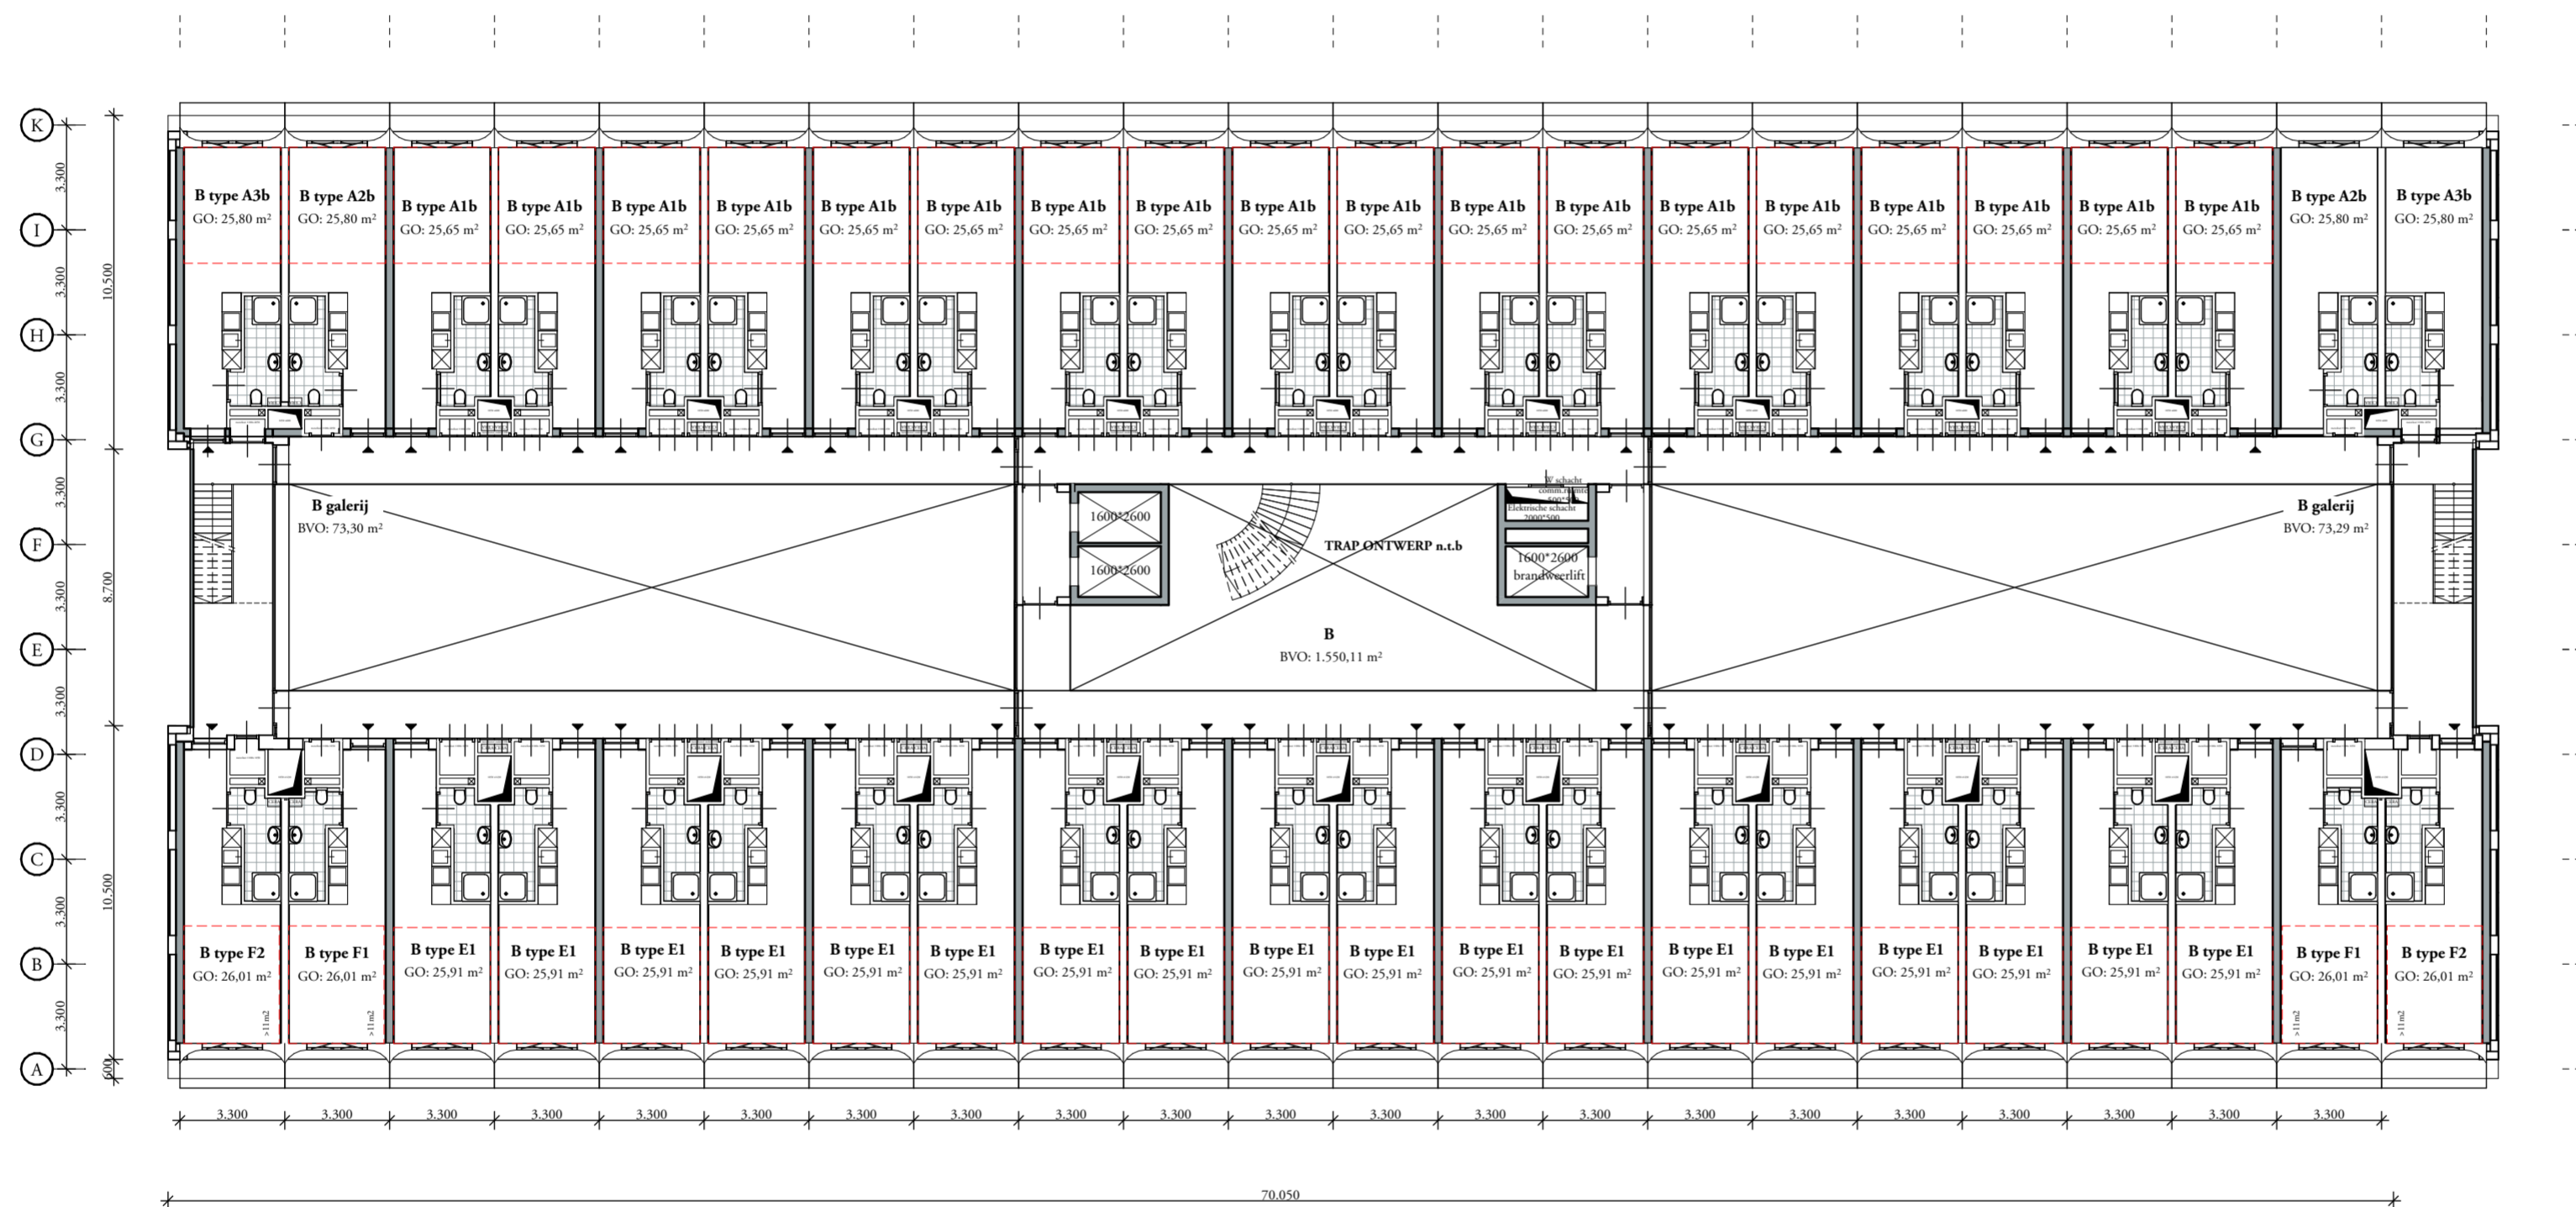 K
I
H
G
F
E
D
C
B
A
3.300
3.300
3.300
3.300
3.300
3.300
3.300
3.300
3.300
600
10.500
8.700
10.500
B type A3b
GO: 25,80 m²
B type A2b
GO: 25,80 m²
B type A1b
GO: 25,65 m²
B type A1b
GO: 25,65 m²
B type A1b
GO: 25,65 m²
B type A1b
GO: 25,65 m²
B type A1b
GO: 25,65 m²
B type A1b
GO: 25,65 m²
B type A1b
GO: 25,65 m²
B type A1b
GO: 25,65 m²
B type A1b
GO: 25,65 m²
B type A1b
GO: 25,65 m²
B type A1b
GO: 25,65 m²
B type A1b
GO: 25,65 m²
B type A1b
GO: 25,65 m²
B type A1b
GO: 25,65 m²
B type A1b
GO: 25,65 m²
B type A1b
GO: 25,65 m²
B type A1b
GO: 25,65 m²
B type A1b
GO: 25,65 m²
B type A2b
GO: 25,80 m²
B type A3b
GO: 25,80 m²
B galerij
BVO: 73,30 m²
1600*2600
1600*2600
TRAP ONTWERP n.t.b
W schacht
comm.ruimte
Elektrische schacht
2000*500
1600*2600
brandweerlift
B
BVO: 1.550,11 m²
B galerij
BVO: 73,29 m²
B type F2
GO: 26,01 m²
>11m2
B type F1
GO: 26,01 m²
>11m2
B type E1
GO: 25,91 m²
B type E1
GO: 25,91 m²
B type E1
GO: 25,91 m²
B type E1
GO: 25,91 m²
B type E1
GO: 25,91 m²
B type E1
GO: 25,91 m²
B type E1
GO: 25,91 m²
B type E1
GO: 25,91 m²
B type E1
GO: 25,91 m²
B type E1
GO: 25,91 m²
B type E1
GO: 25,91 m²
B type E1
GO: 25,91 m²
B type E1
GO: 25,91 m²
B type E1
GO: 25,91 m²
B type E1
GO: 25,91 m²
B type E1
GO: 25,91 m²
B type E1
GO: 25,91 m²
B type E1
GO: 25,91 m²
B type F1
GO: 26,01 m²
>11m2
B type F2
GO: 26,01 m²
>11m2
3.300 3.300 3.300 3.300 3.300 3.300 3.300 3.300 3.300 3.300 3.300 3.300 3.300 3.300 3.300 3.300 3.300 3.300 3.300 3.300 3.300
70.050